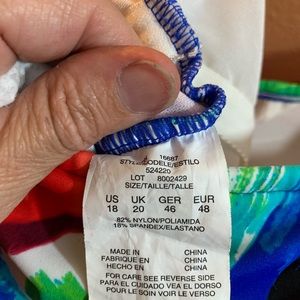 16687
STYLE/MODELE/ESTILO
524220
LOT 8002429
SIZE/TAILLE/TALLE
US UK GER EUR
18 20 46 48
82% NYLON/POLIAMIDA
18% SPANDEX/ELASTANO
MADE IN CHINA
FABRIQUE EN CHINA
HECHO EN CHINA
FOR CARE SEE REVERSE SIDE
PARA EL CUIDADO VEA EL DORSO
POUR LE SOIN VOIR LE VERSO